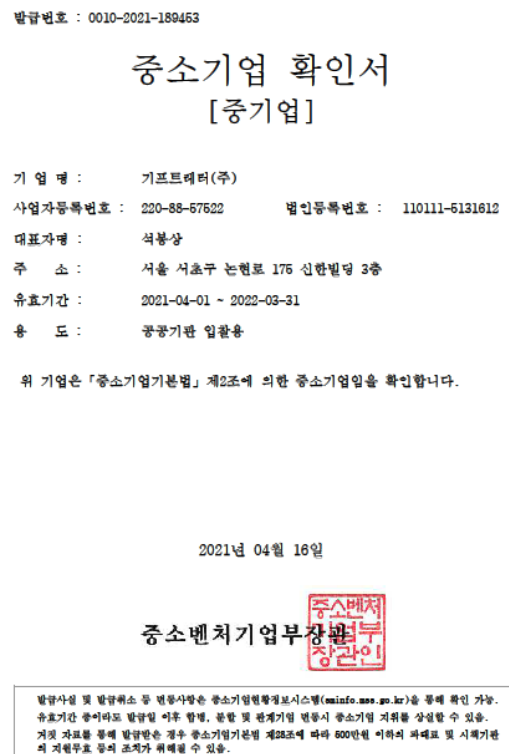 발급번호 : 0010-2021-189453
중소기업 확인서
[중기업]
기 업 명 : 기프트레터(주)
사업자등록번호 : 220-88-57522 법인등록번호 : 110111-5131612
대표자명 : 석봉상
주 소 : 서울 서초구 논현로 175 신한빌딩 3층
유효기간 : 2021-04-01 ~ 2022-03-31
용 도 : 공공기관 입찰용
위 기업은「중소기업기본법」제2조에 의한 중소기업임을 확인합니다.
2021년 04월 16일
중소벤처기업부장관
중소벤처
기업부
장관인
발급사실 및 발급취소 등 변동사항은 중소기업현황정보시스템(sminfo.mss.go.kr)을 통해 확인 가능.
유효기간 중이라도 발급일 이후 합병, 분할 및 관계기업 변동시 중소기업 지위를 상실할 수 있음.
거짓 자료를 통해 발급받은 경우 중소기업기본법 제28조에 따라 500만원 이하의 과태료 및 시책기관
의 지원무효 등의 조치가 취해질 수 있음.